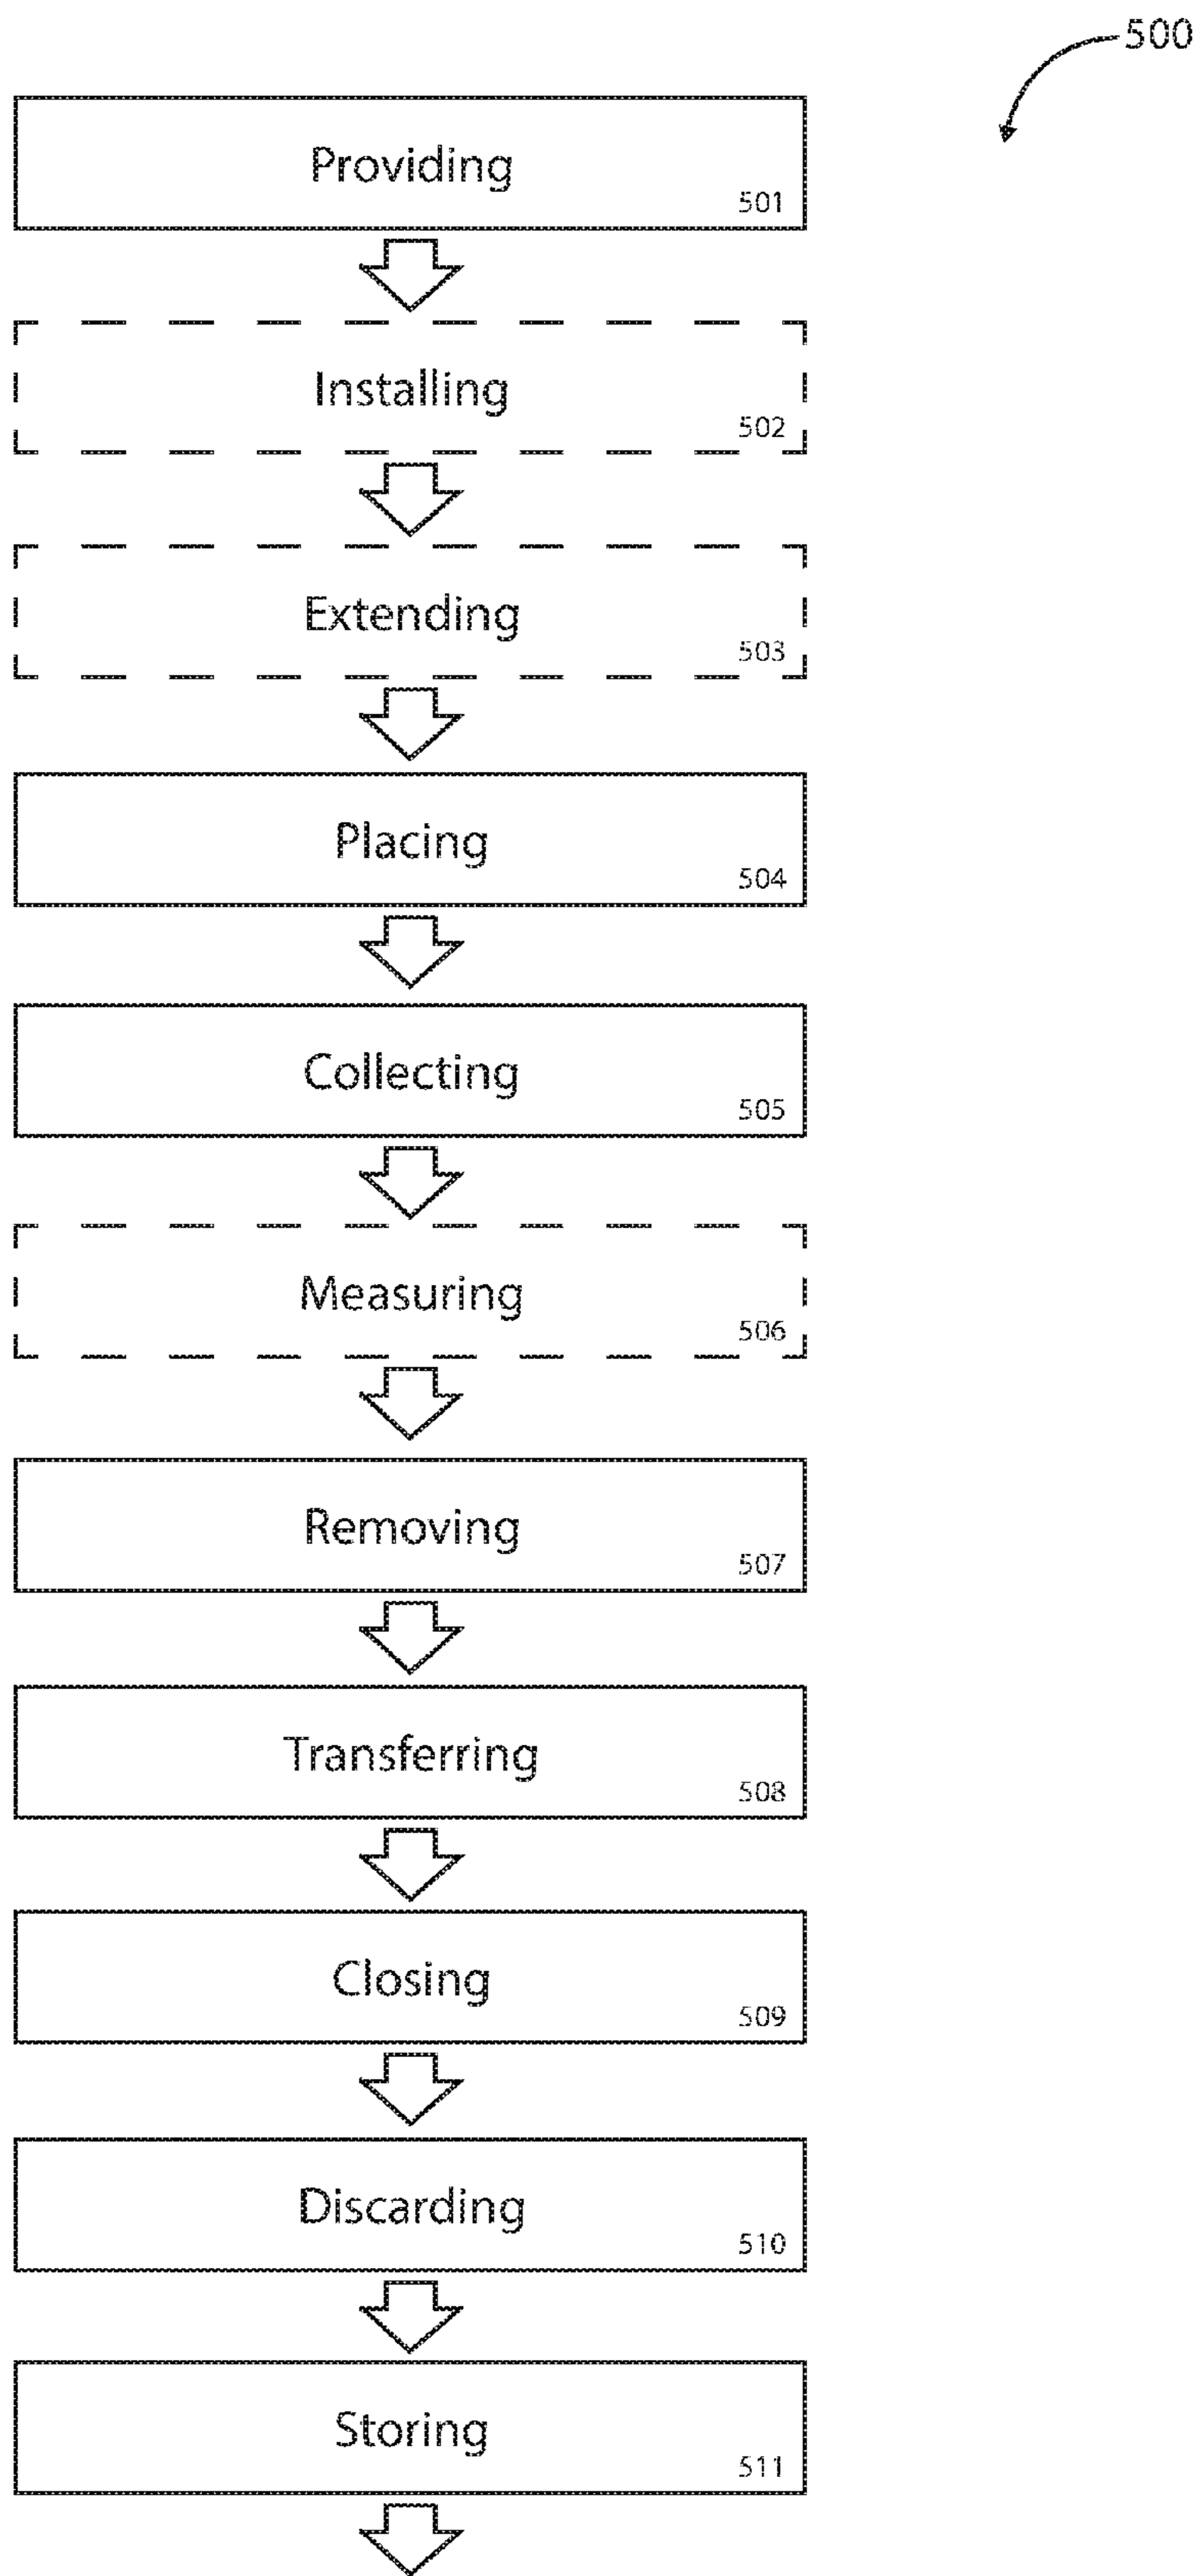 500
Providing
501
Installing
502
Extending
503
Placing
504
Collecting
505
Measuring
506
Removing
507
Transferring
508
Closing
509
Discarding
510
Storing
511